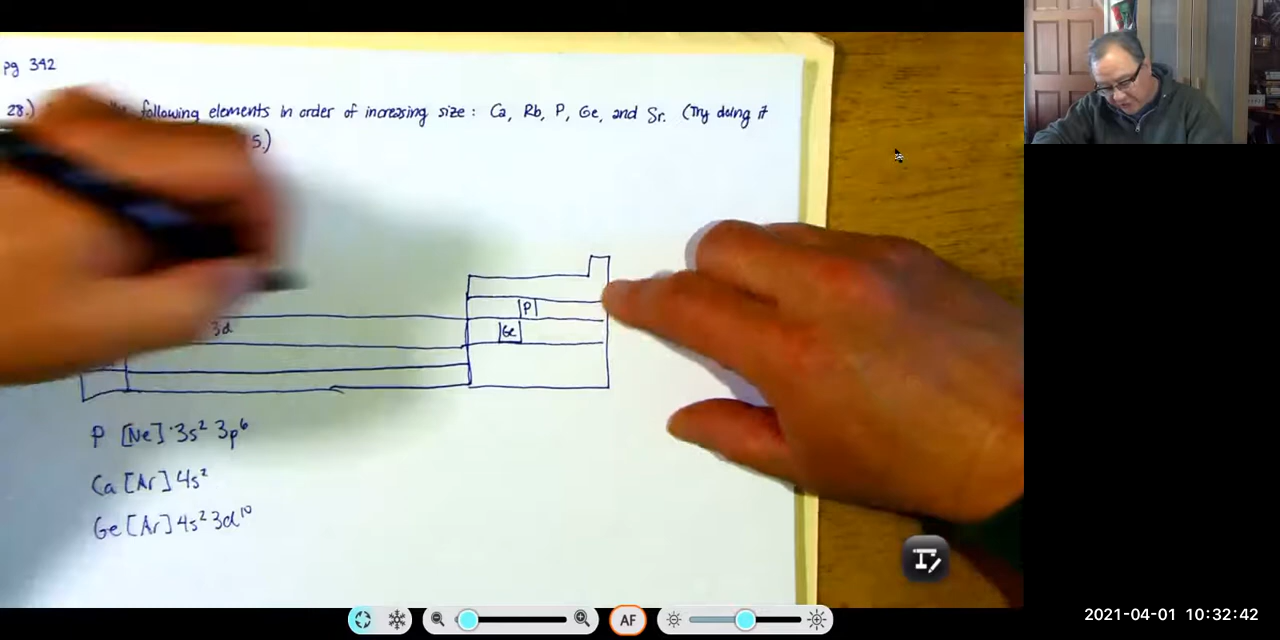 pg 342
28.) following elements in order of increasing size : Ca, Rb, P, Ge, and Sr. (Try doing it
5.)
P
3d
Ge
P [Ne] 3s² 3p⁶
Ca [Ar] 4s²
Ge [Ar] 4s² 3d¹⁰
AF
2021-04-01 10:32:42